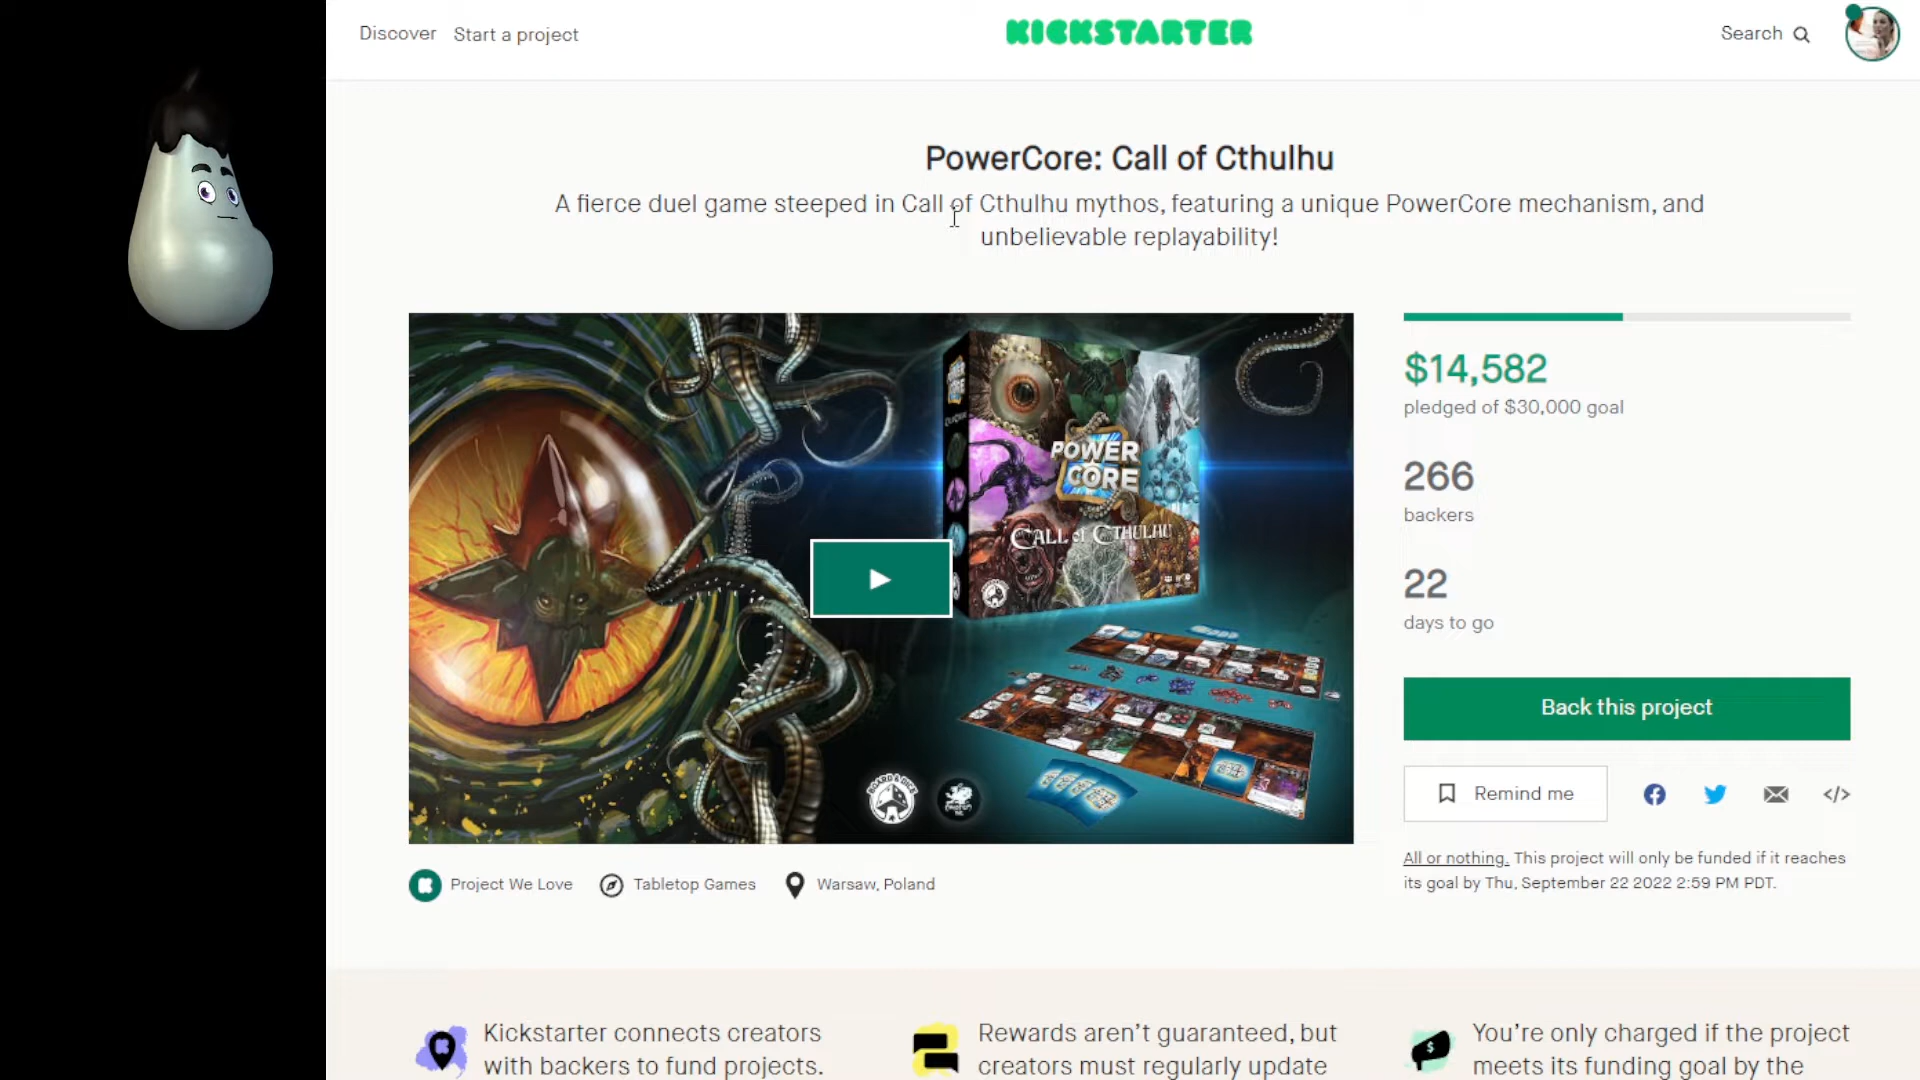 Discover Start a project
KICKSTARTER
Search
PowerCore: Call of Cthulhu
A fierce duel game steeped in Call of Cthulhu mythos, featuring a unique PowerCore mechanism, and
unbelievable replayability!
POWER
CORE
CALL of CTHULHU
BOARD & DICE
$14,582
pledged of $30,000 goal
266
backers
22
days to go
Back this project
Remind me
</>
All or nothing. This project will only be funded if it reaches
its goal by Thu, September 22 2022 2:59 PM PDT.
Project We Love Tabletop Games Warsaw, Poland
Kickstarter connects creators
with backers to fund projects.
Rewards aren't guaranteed, but
creators must regularly update
You're only charged if the project
meets its funding goal by the